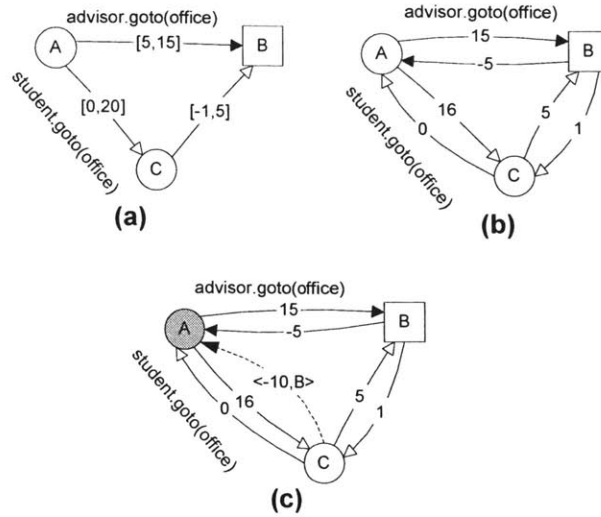 advisor.goto(office)
A
[5,15]
B
[0,20]
[-1,5]
student.goto(office)
C
(a)
advisor.goto(office)
A
15
B
-5
16
5
0
1
student.goto(office)
C
(b)
advisor.goto(office)
A
15
B
-5
<-10,B>
0
16
5
1
student.goto(office)
C
(c)